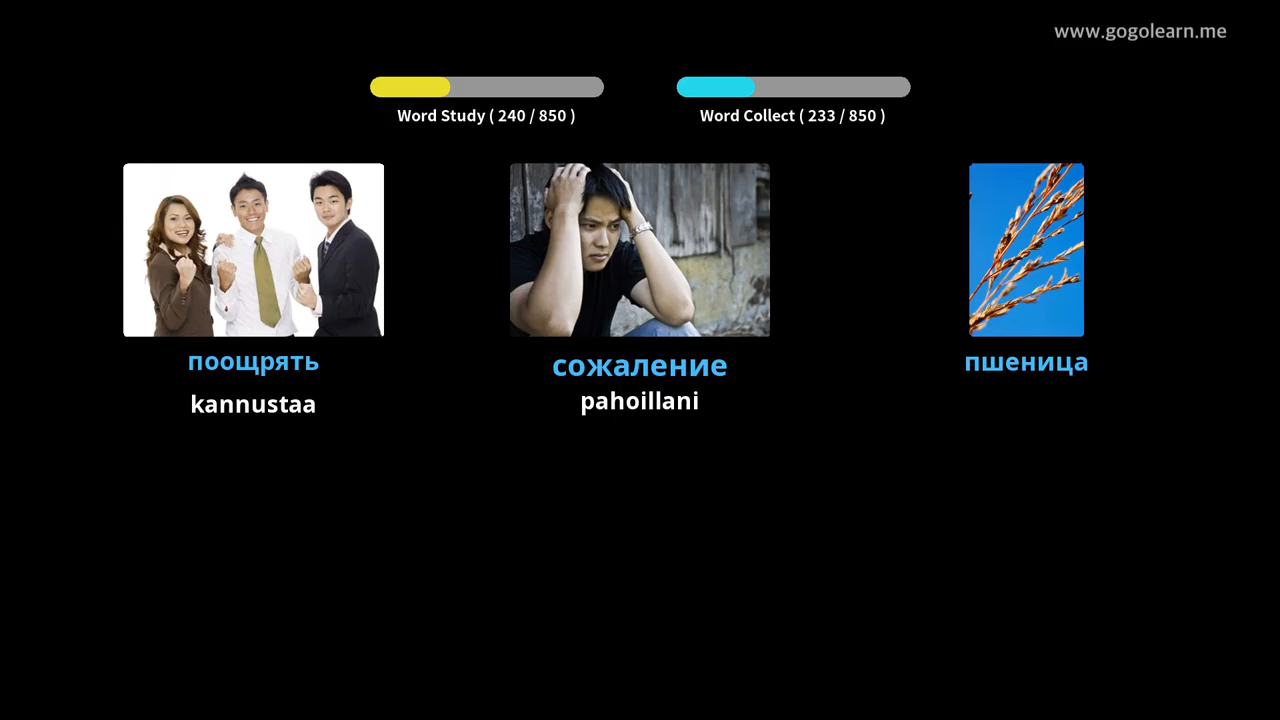 www.gogolearn.me
Word Study ( 240 / 850 )
Word Collect ( 233 / 850 )
поощрять
kannustaa
сожаление
pahoillani
пшеница